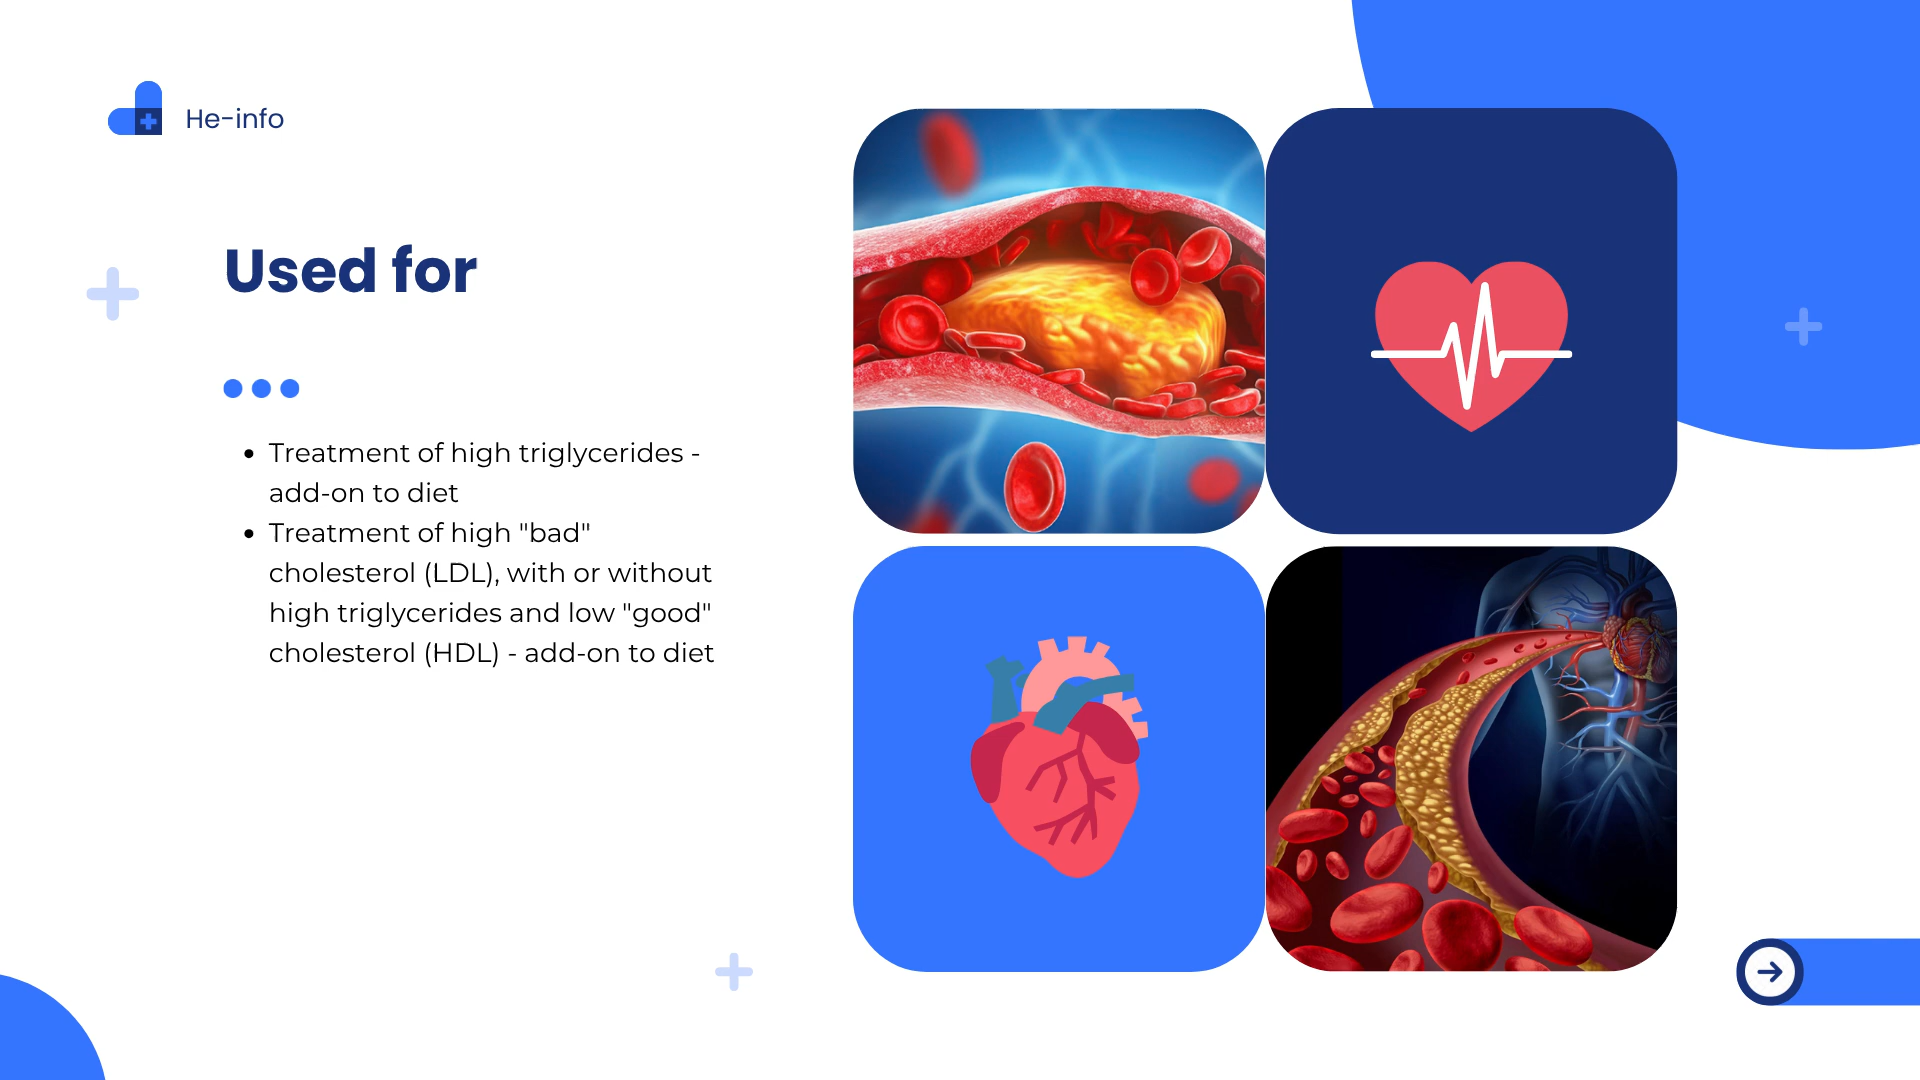 He-info
Used for
• Treatment of high triglycerides -
add-on to diet
• Treatment of high "bad"
cholesterol (LDL), with or without
high triglycerides and low "good"
cholesterol (HDL) - add-on to diet